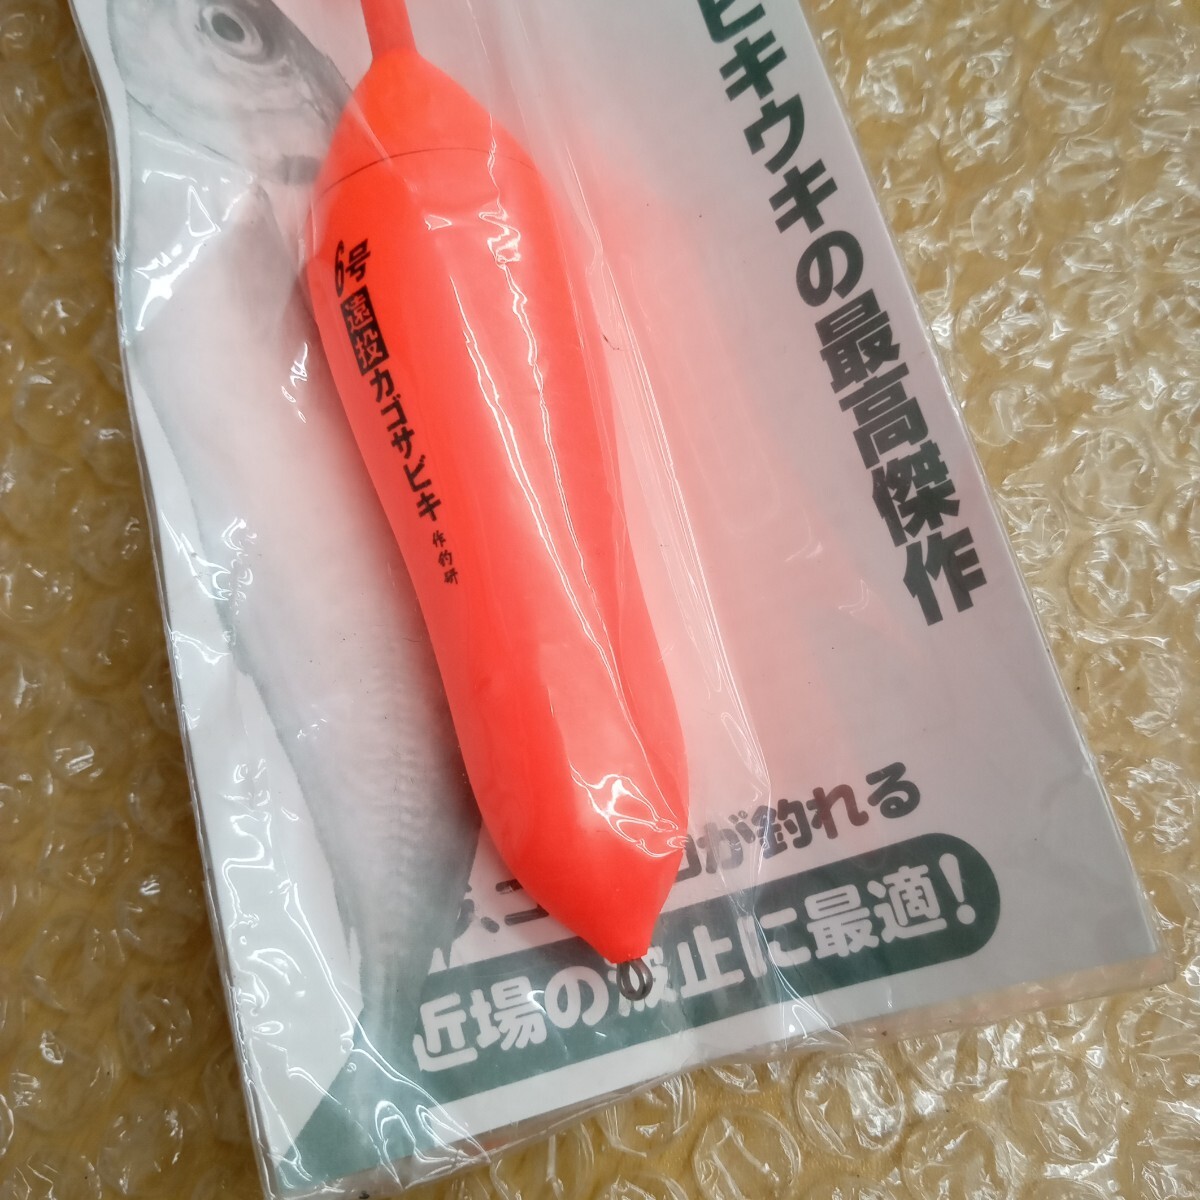 ビキウキの最高傑作
6号 遠投 カゴサビキ 作 釣研
が釣れる
近場の波止に最適!